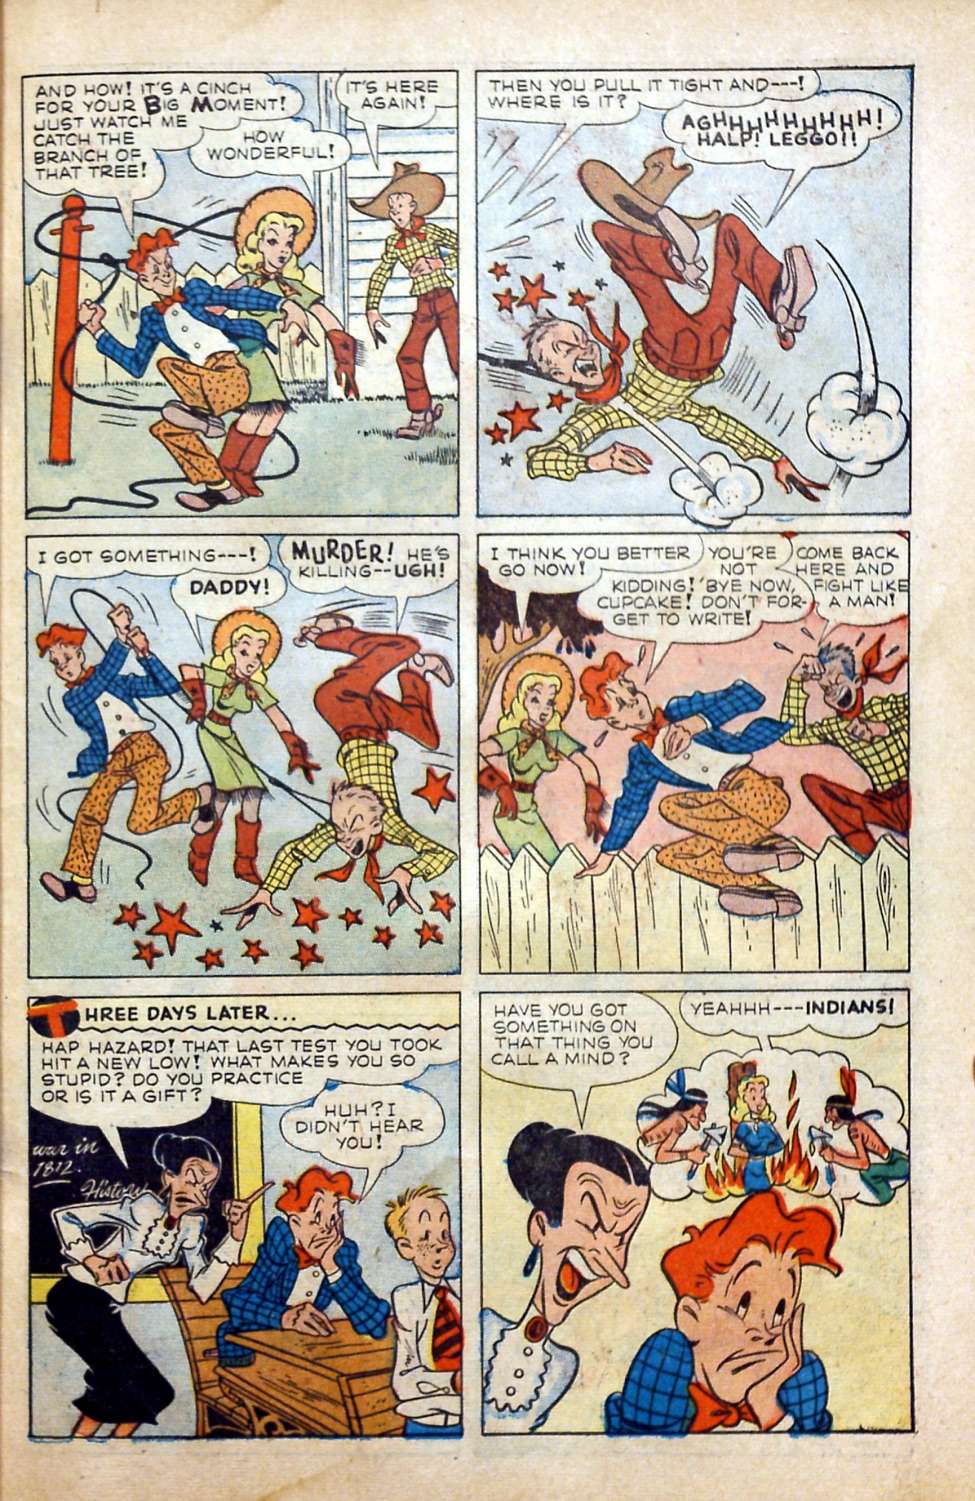 AND HOW! IT'S A CINCH
FOR YOUR BIG MOMENT!
JUST WATCH ME
CATCH THE
BRANCH OF
THAT TREE!
HOW
WONDERFUL!
IT'S HERE
AGAIN!
THEN YOU PULL IT TIGHT AND---!
WHERE IS IT?
AGHHHHHHHHH!
HALP! LEGGO!!
I GOT SOMETHING---!
DADDY!
MURDER! HE'S
KILLING--UGH!
I THINK YOU BETTER
GO NOW!
YOU'RE
NOT
KIDDING! 'BYE NOW,
CUPCAKE! DON'T FOR-
GET TO WRITE!
COME BACK
HERE AND
FIGHT LIKE
A MAN!
THREE DAYS LATER...
HAP HAZARD! THAT LAST TEST YOU TOOK
HIT A NEW LOW! WHAT MAKES YOU SO
STUPID? DO YOU PRACTICE
OR IS IT A GIFT?
HUH? I
DIDN'T HEAR
YOU!
war in
1812
History
HAVE YOU GOT
SOMETHING ON
THAT THING YOU
CALL A MIND?
YEAHHH---INDIANS!